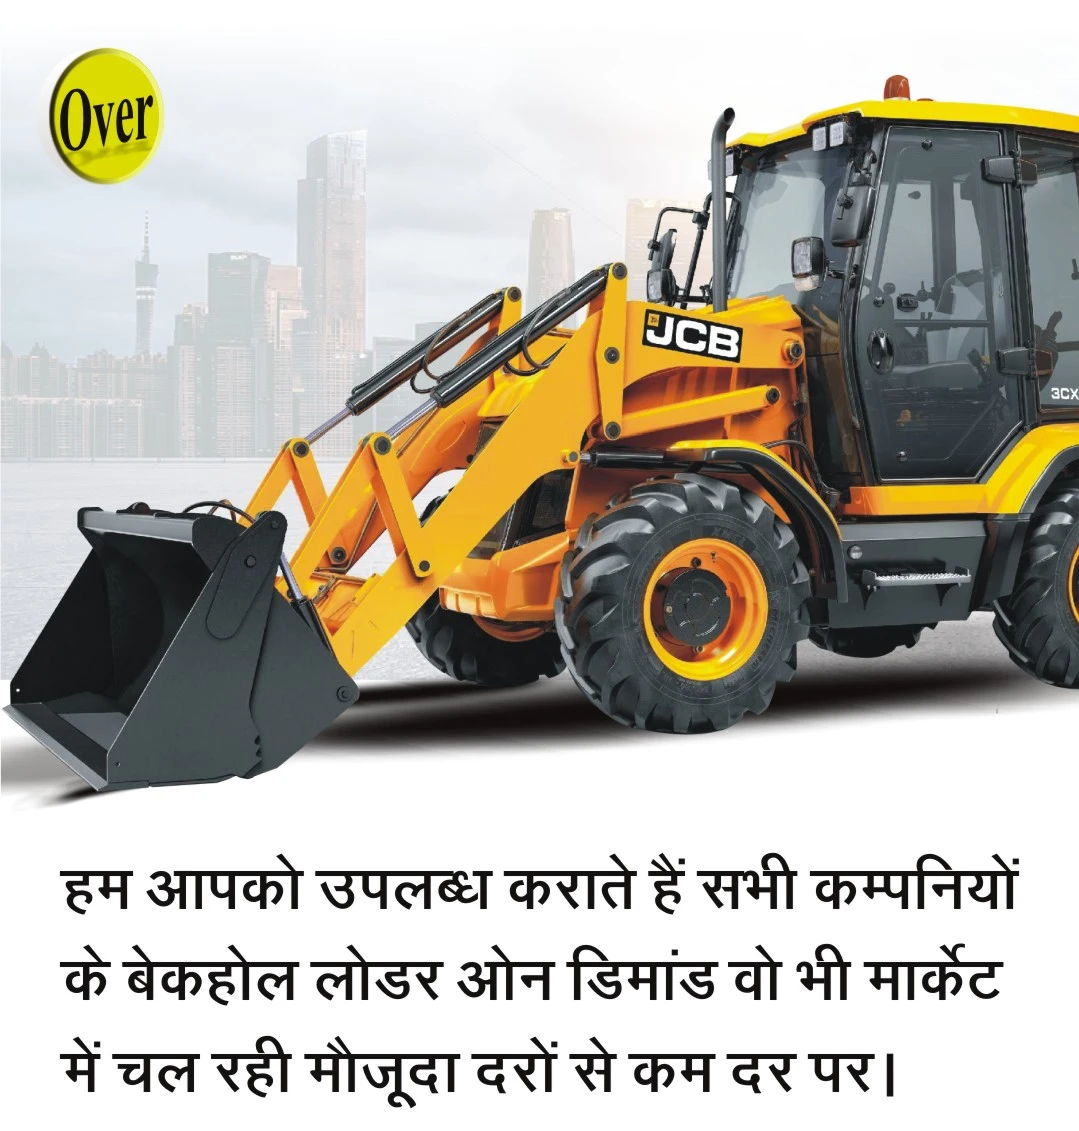 Over
JCB
3CX
हम आपको उपलब्ध कराते हैं सभी कम्पनियों
के बेकहोल लोडर ओन डिमांड वो भी मार्केट
में चल रही मौजूदा दरों से कम दर पर।